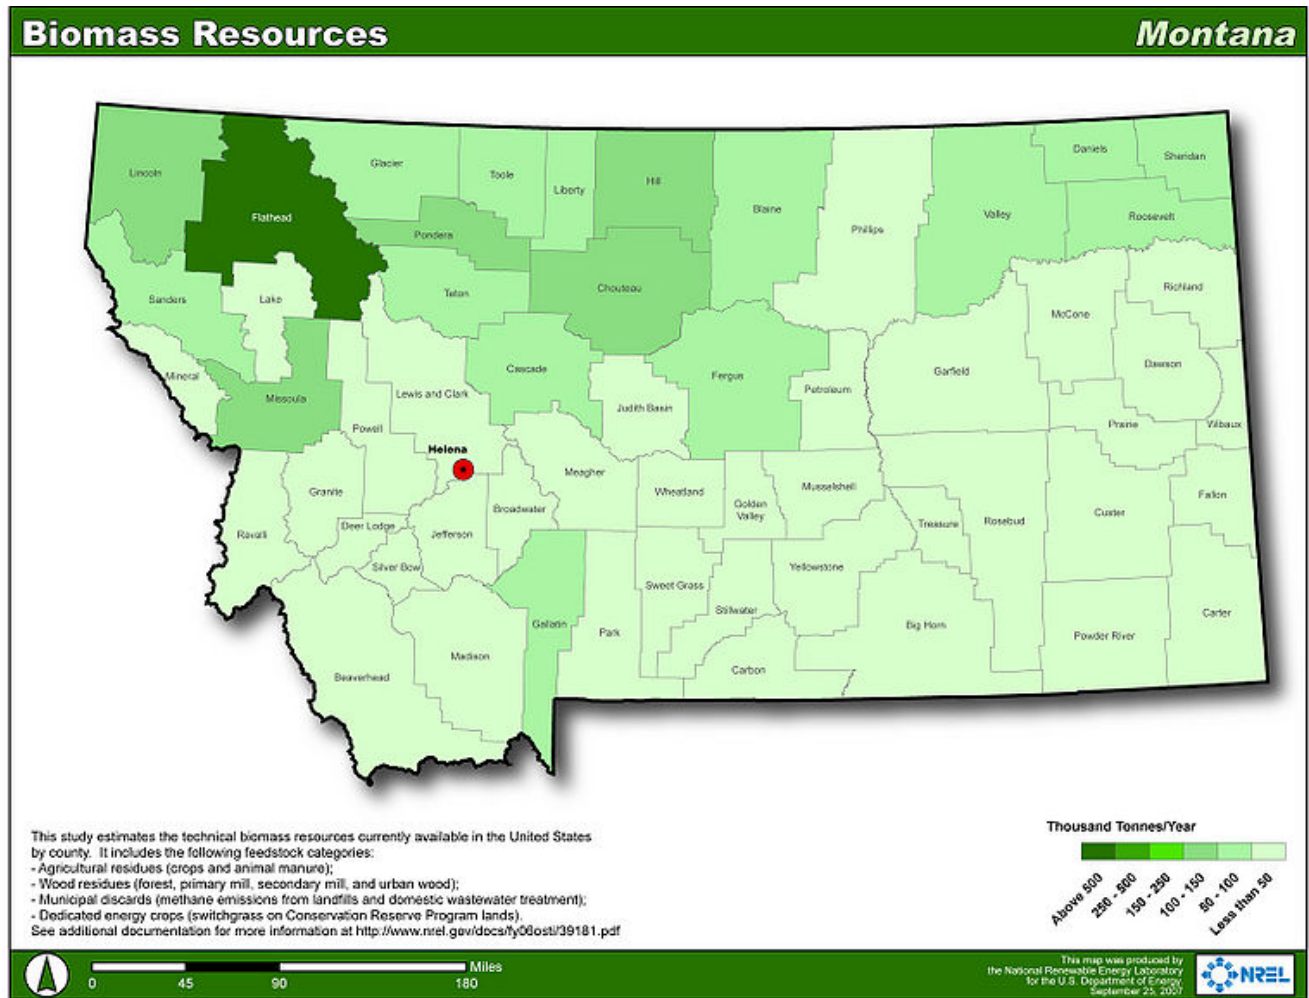 Biomass Resources
Montana
Lincoln
Flathead
Glacier
Toole
Liberty
Hill
Blaine
Phillips
Valley
Daniels
Sheridan
Roosevelt
Pondera
Chouteau
Teton
Sanders
Lake
McCone
Richland
Mineral
Missoula
Cascade
Fergus
Garfield
Dawson
Lewis and Clark
Judith Basin
Petroleum
Powell
Prairie
Wibaux
Helena
Granite
Meagher
Wheatland
Musselshell
Golden
Valley
Broadwater
Treasure
Rosebud
Custer
Fallon
Ravalli
Deer Lodge
Jefferson
Silver Bow
Yellowstone
Sweet Grass
Stillwater
Gallatin
Park
Big Horn
Carter
Powder River
Madison
Beaverhead
Carbon
This study estimates the technical biomass resources currently available in the United States
by county. It includes the following feedstock categories:
- Agricultural residues (crops and animal manure);
- Wood residues (forest, primary mill, secondary mill, and urban wood);
- Municipal discards (methane emissions from landfills and domestic wastewater treatment);
- Dedicated energy crops (switchgrass on Conservation Reserve Program lands).
See additional documentation for more information at http://www.nrel.gov/docs/fy06osti/39181.pdf
Thousand Tonnes/Year
Above 500
250 - 500
150 - 250
100 - 150
50 - 100
Less than 50
Miles
0 45 90 180
This map was produced by
the National Renewable Energy Laboratory
for the U.S. Department of Energy.
September 25, 2007
NREL